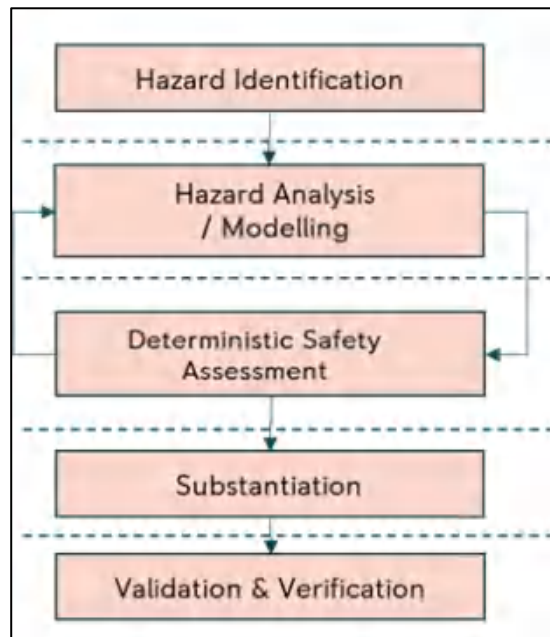 Hazard Identification
Hazard Analysis
/ Modelling
Deterministic Safety
Assessment
Substantiation
Validation & Verification